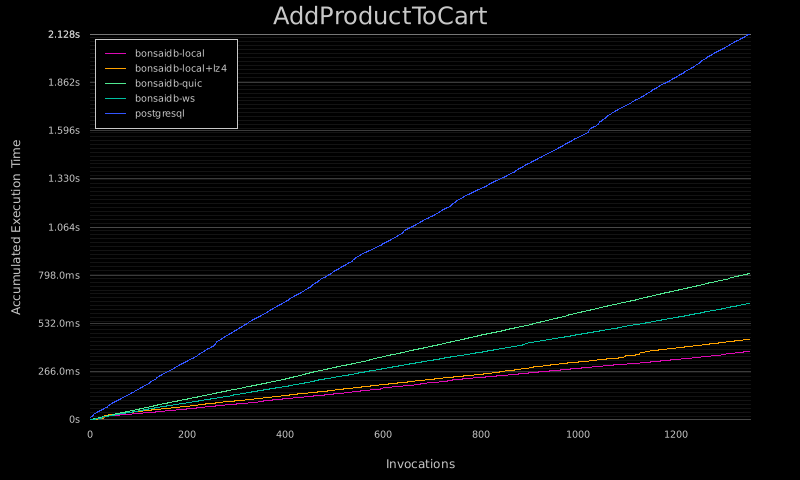 AddProductToCart
2.128s
1.862s
1.596s
1.330s
1.064s
798.0ms
532.0ms
266.0ms
0s
bonsaidb-local
bonsaidb-local+lz4
bonsaidb-quic
bonsaidb-ws
postgresql
Accumulated Execution Time
0 200 400 600 800 1000 1200
Invocations